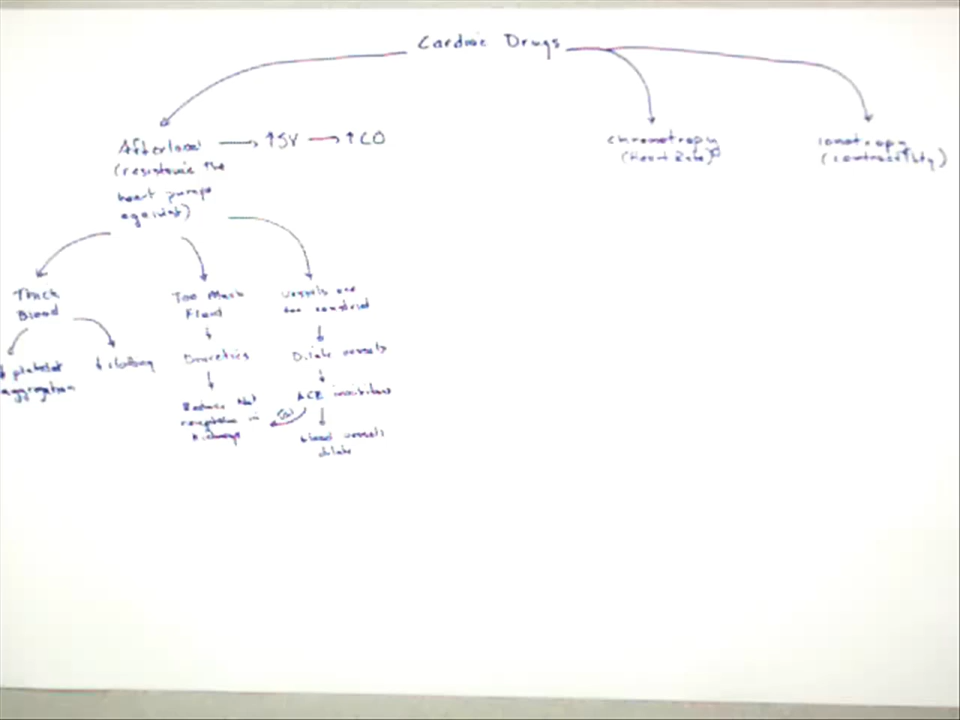 Cardiac Drugs
Afterload → ↑SV → ↑CO
(resistance the
heart pumps
against)
chronotropy
(Heart Rate)
Ionotropy
(contractility)
Thick
Blood
Too Much
Fluid
Vessels are
too constrict
↓ platelet
aggregation
↓ clotting
Diuretics
Dilate vessels
Reduce Na+
in
Kidneys
ACE inhibitors
blood vessels
dilate